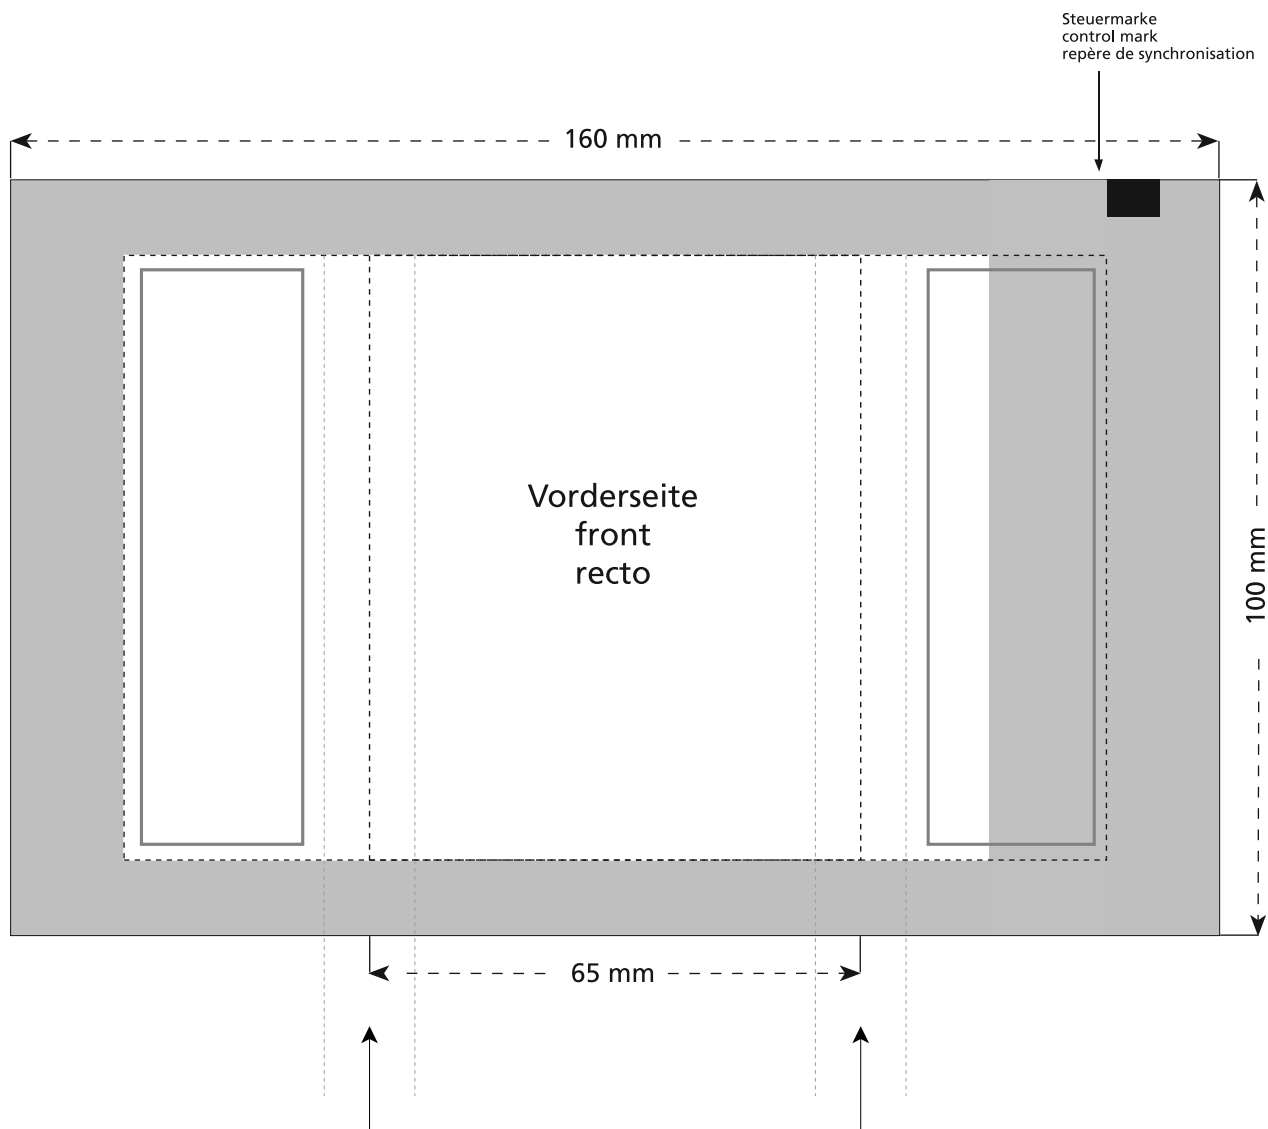 Steuermarke
control mark
repère de synchronisation
160 mm
Vorderseite
front
recto
100 mm
65 mm